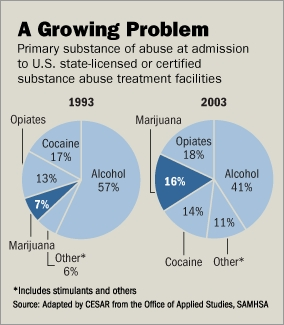 A Growing Problem
Primary substance of abuse at admission
to U.S. state-licensed or certified
substance abuse treatment facilities
1993
Opiates
13%
Cocaine
17%
Alcohol
57%
7%
Marijuana
Other*
6%
2003
Marijuana
16%
Opiates
18%
Alcohol
41%
14%
Cocaine
11%
Other*
*Includes stimulants and others
Source: Adapted by CESAR from the Office of Applied Studies, SAMHSA